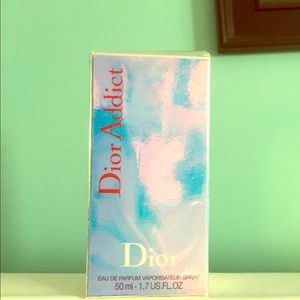 Dior Addict
Dior
EAU DE PARFUM VAPORISATEUR SPRAY
50 ml - 1.7 US.FL.OZ